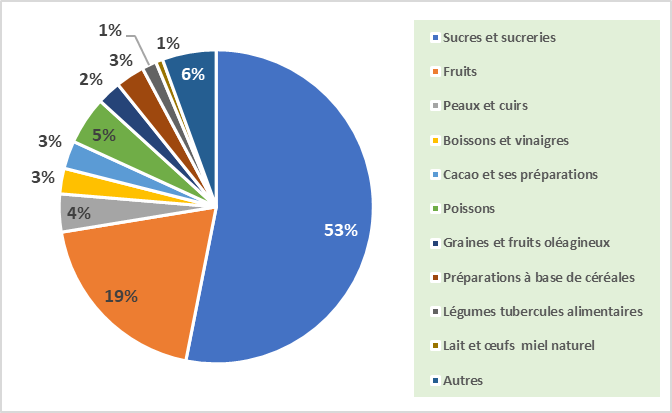 1%
1%
3%
6%
2%
5%
3%
3%
4%
53%
19%
Sucres et sucreries
Fruits
Peaux et cuirs
Boissons et vinaigres
Cacao et ses préparations
Poissons
Graines et fruits oléagineux
Préparations à base de céréales
Légumes tubercules alimentaires
Lait et œufs  miel naturel
Autres